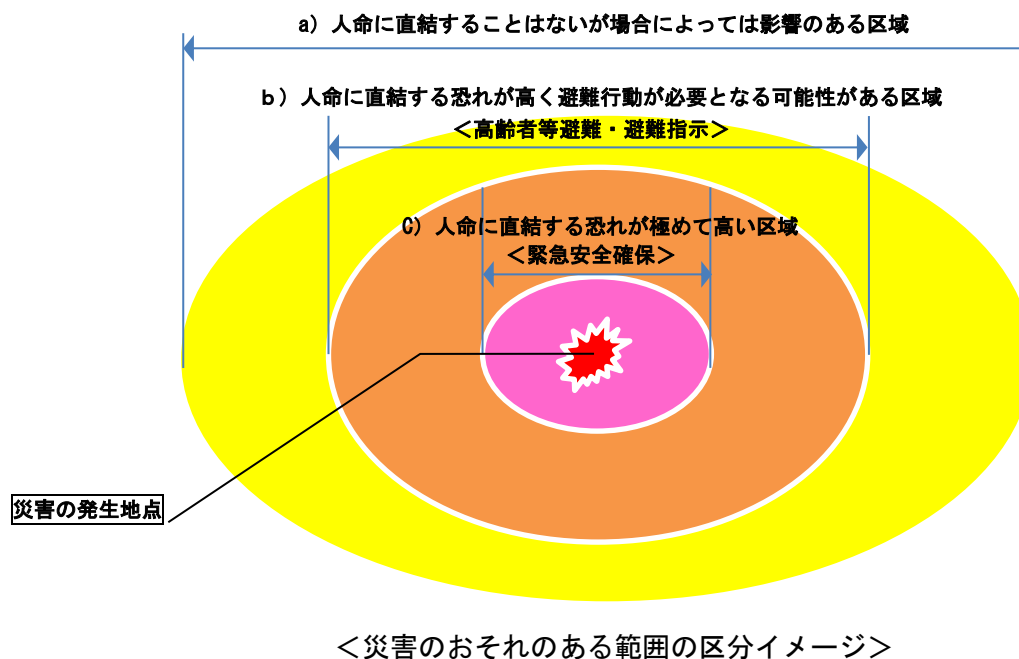 a) 人命に直結することはないが場合によっては影響のある区域
b) 人命に直結する恐れが高く避難行動が必要となる可能性がある区域
＜高齢者等避難・避難指示＞
C) 人命に直結する恐れが極めて高い区域
＜緊急安全確保＞
災害の発生地点
＜災害のおそれのある範囲の区分イメージ＞